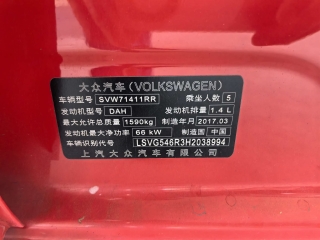 大众汽车 (VOLKSWAGEN)
车辆型号 SVW71411RR 乘坐人数 5
发动机型号 DAH 发动机排量 1.4 L
最大允许总质量 1590kg 制造年月 2017.03
发动机最大净功率 66 kW 制造国 中国
车辆识别代号 LSVG546R3H2038994
上汽大众汽车有限公司